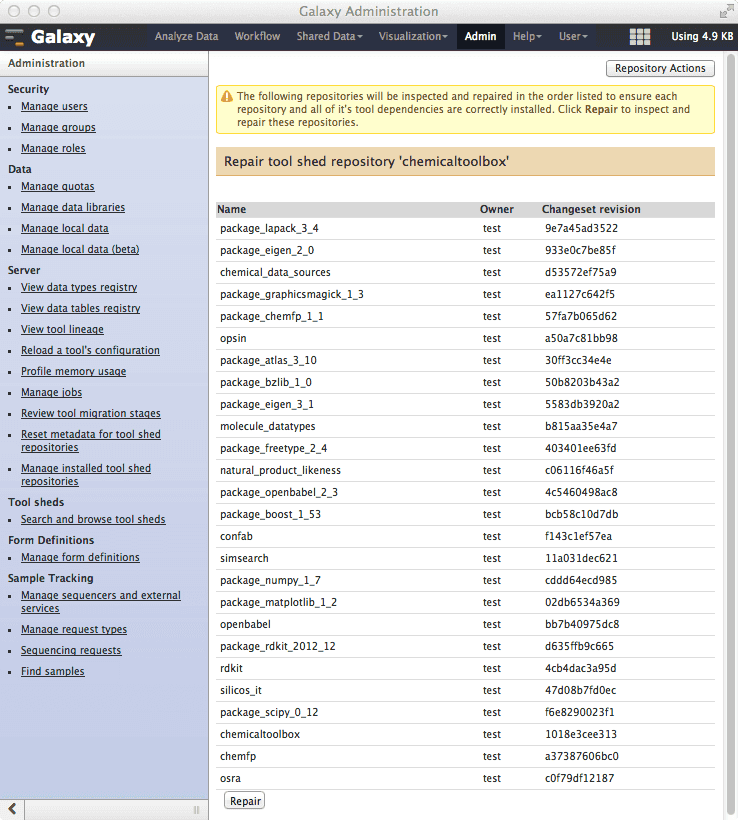 Galaxy Administration
Galaxy Analyze Data Workflow Shared Data Visualization Admin Help User Using 4.9 KB
Administration
Security
Manage users
Manage groups
Manage roles
Data
Manage quotas
Manage data libraries
Manage local data
Manage local data (beta)
Server
View data types registry
View data tables registry
View tool lineage
Reload a tool's configuration
Profile memory usage
Manage jobs
Review tool migration stages
Reset metadata for tool shed
repositories
Manage installed tool shed
repositories
Tool sheds
Search and browse tool sheds
Form Definitions
Manage form definitions
Sample Tracking
Manage sequencers and external
services
Manage request types
Sequencing requests
Find samples
Repository Actions
The following repositories will be inspected and repaired in the order listed to ensure each
repository and all of it's tool dependencies are correctly installed. Click Repair to inspect and
repair these repositories.
Repair tool shed repository 'chemicaltoolbox'
Name Owner Changeset revision
package_lapack_3_4 test 9e7a45ad3522
package_eigen_2_0 test 933e0c7be85f
chemical_data_sources test d53572ef75a9
package_graphicsmagick_1_3 test ea1127c642f5
package_chemfp_1_1 test 57fa7b065d62
opsin test a50a7c81bb98
package_atlas_3_10 test 30ff3cc34e4e
package_bzlib_1_0 test 50b8203b43a2
package_eigen_3_1 test 5583db3920a2
molecule_datatypes test b815aa35e4a7
package_freetype_2_4 test 403401ee63fd
natural_product_likeness test c06116f46a5f
package_openbabel_2_3 test 4c5460498ac8
package_boost_1_53 test bcb58c10d7db
confab test f143c1ef57ea
simsearch test 11a031dec621
package_numpy_1_7 test cddd64ecd985
package_matplotlib_1_2 test 02db6534a369
openbabel test bb7b40975dc8
package_rdkit_2012_12 test d635ffb9c665
rdkit test 4cb4dac3a95d
silicos_it test 47d08b7fd0ec
package_scipy_0_12 test f6e8290023f1
chemicaltoolbox test 1018e3cee313
chemfp test a37387606bc0
osra test c0f79df12187
Repair